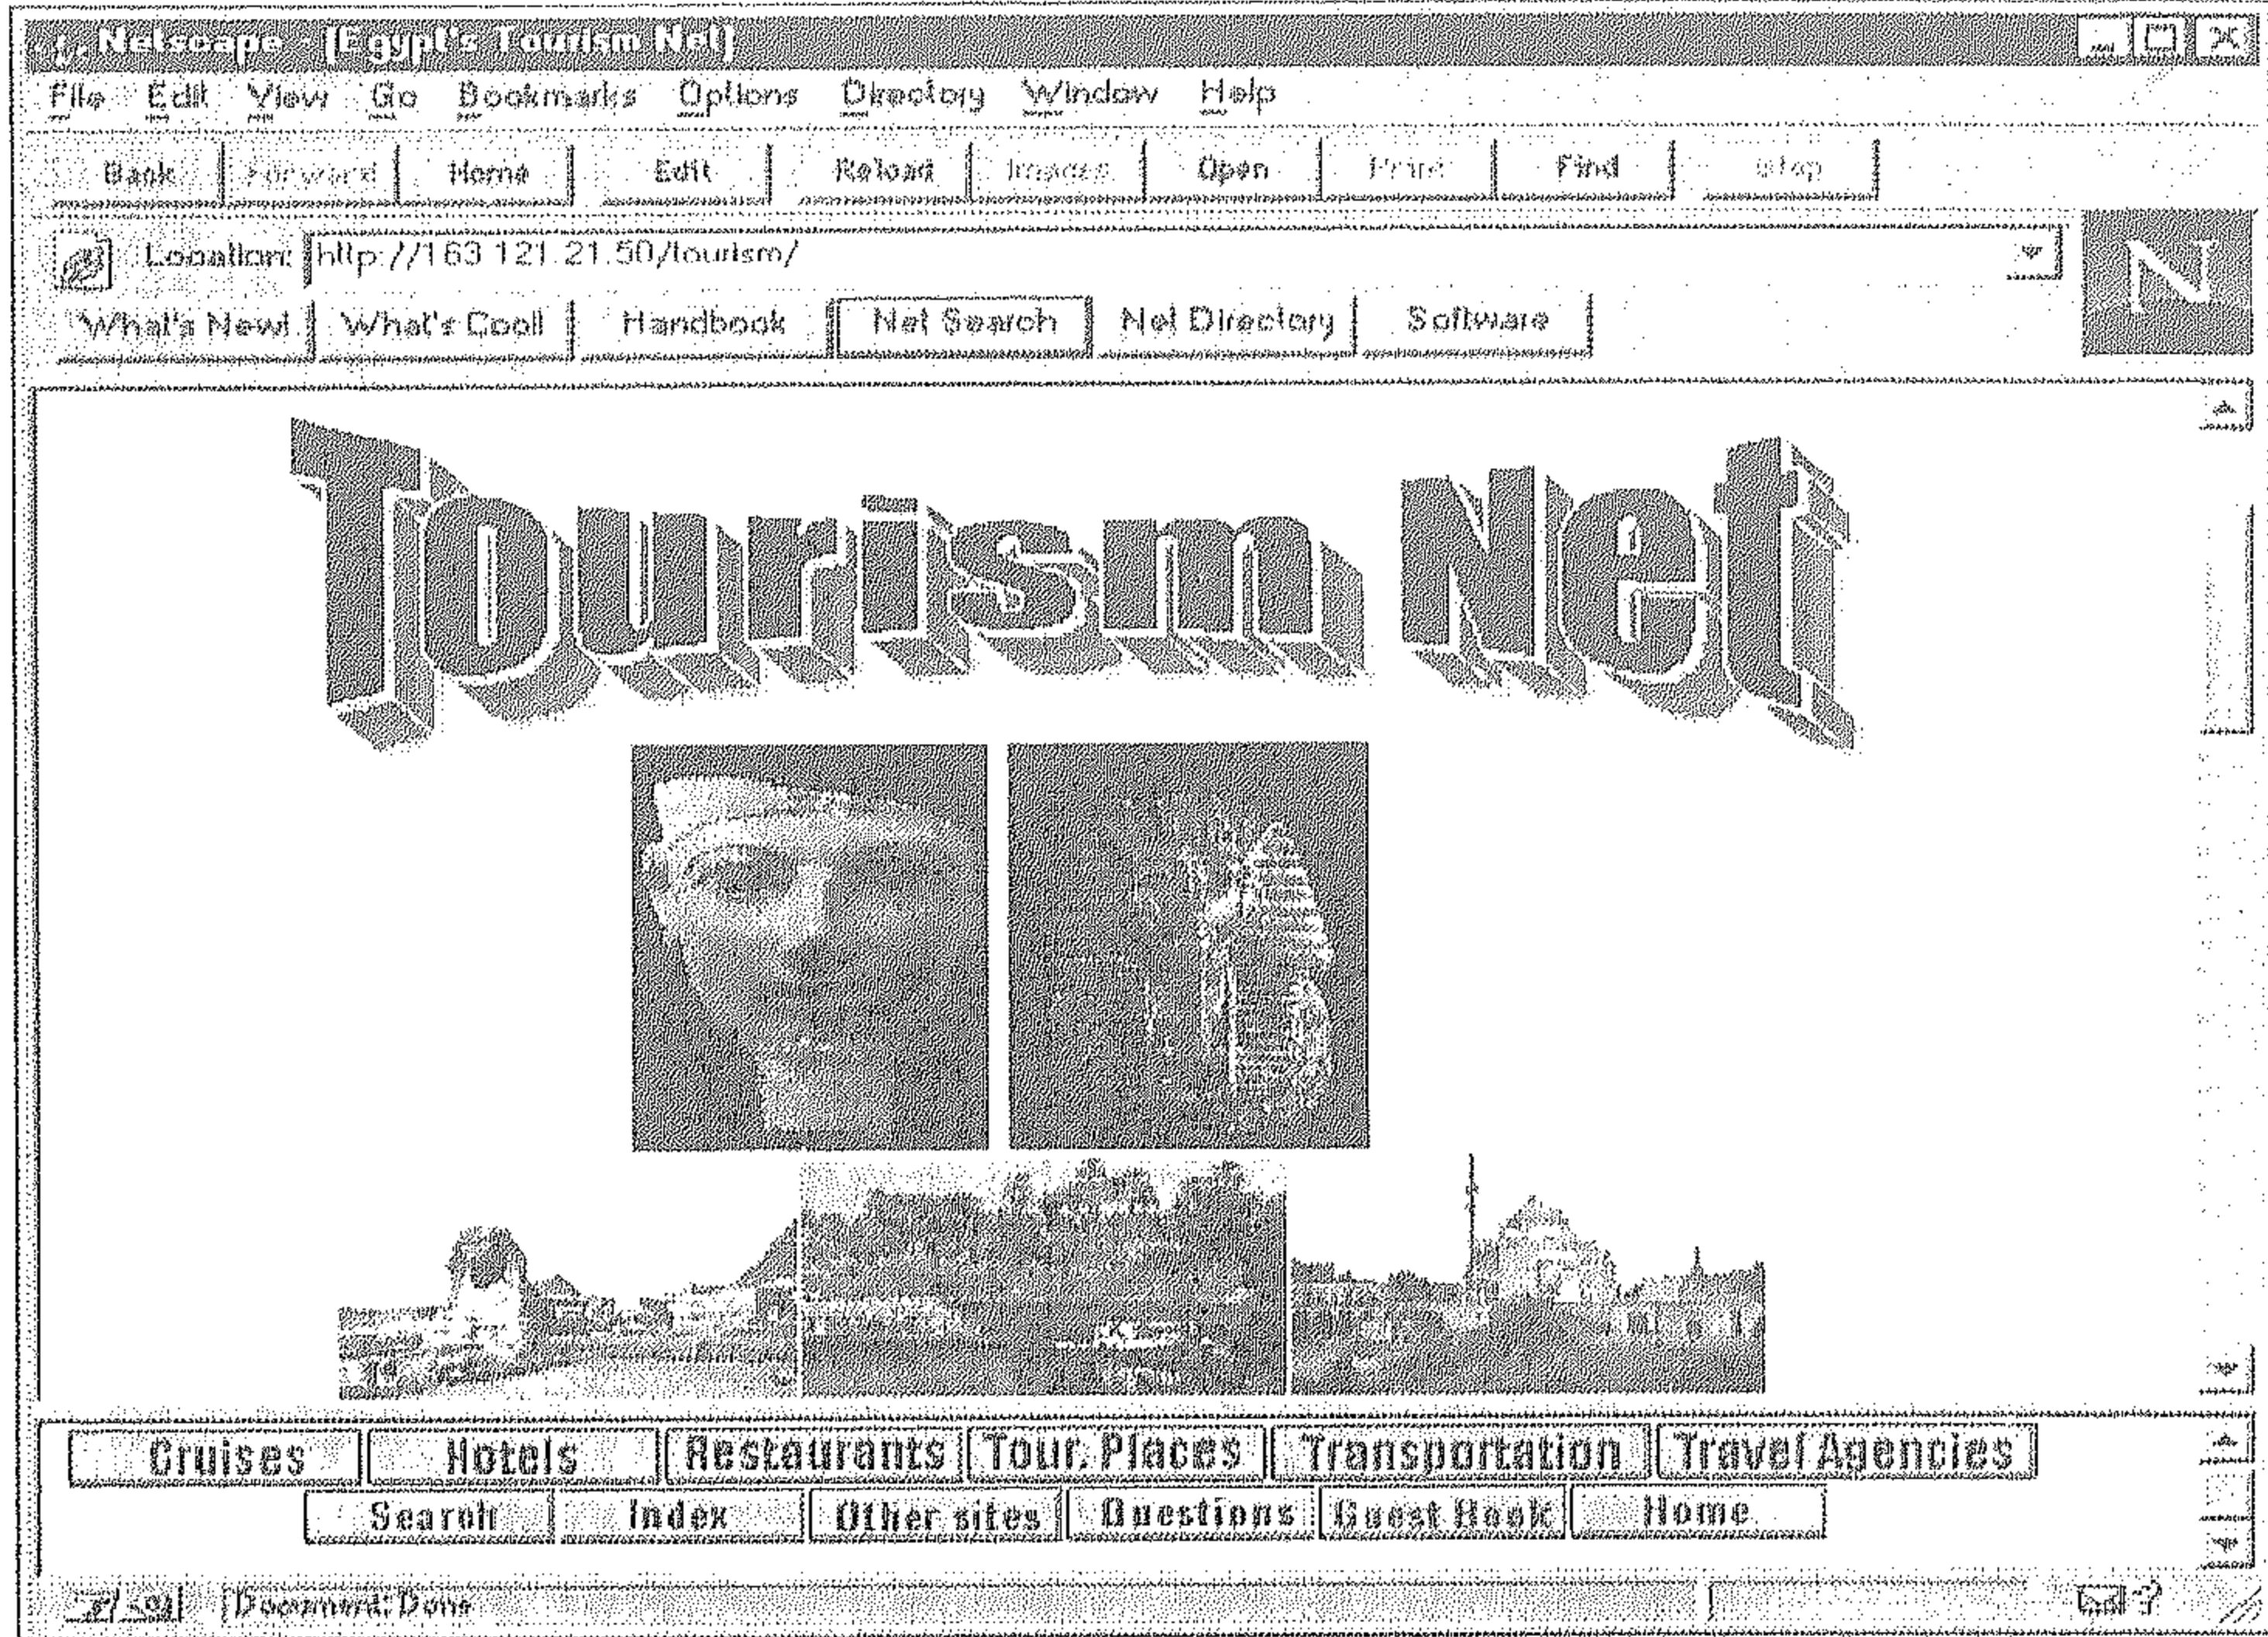 Netscape - [Egypt's Tourism Net]
File Edit View Go Bookmarks Options Directory Window Help
Back Forward Home Edit Reload Images Open Print Find Stop
Location: http://163.121.21.50/tourism/
N
What's New! What's Cool! Handbook Net Search Net Directory Software
Tourism Net
Cruises Hotels Restaurants Tour. Places Transportation Travel Agencies
Search Index Other sites Questions Guest Book Home
Document: Done
?